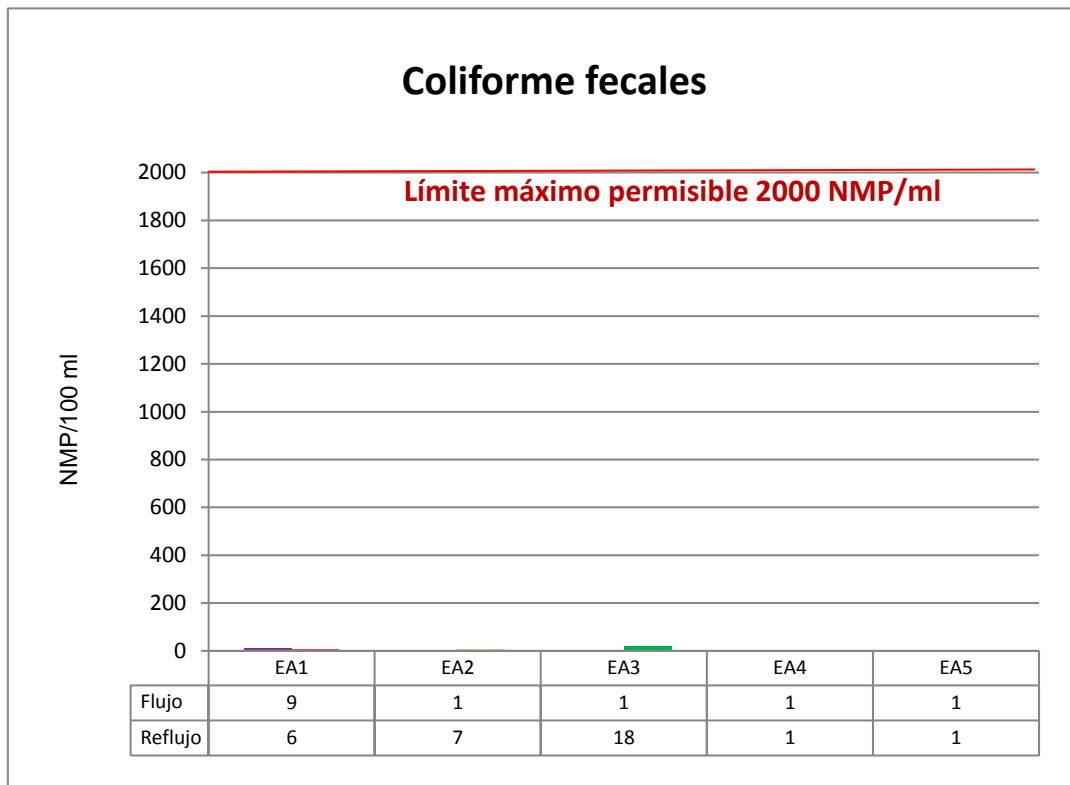 Coliforme fecales
2000
Límite máximo permisible 2000 NMP/ml
1800
1600
1400
1200
1000
800
600
400
200
0
NMP/100 ml
EA1 EA2 EA3 EA4 EA5
Flujo 9 1 1 1 1
Reflujo 6 7 18 1 1